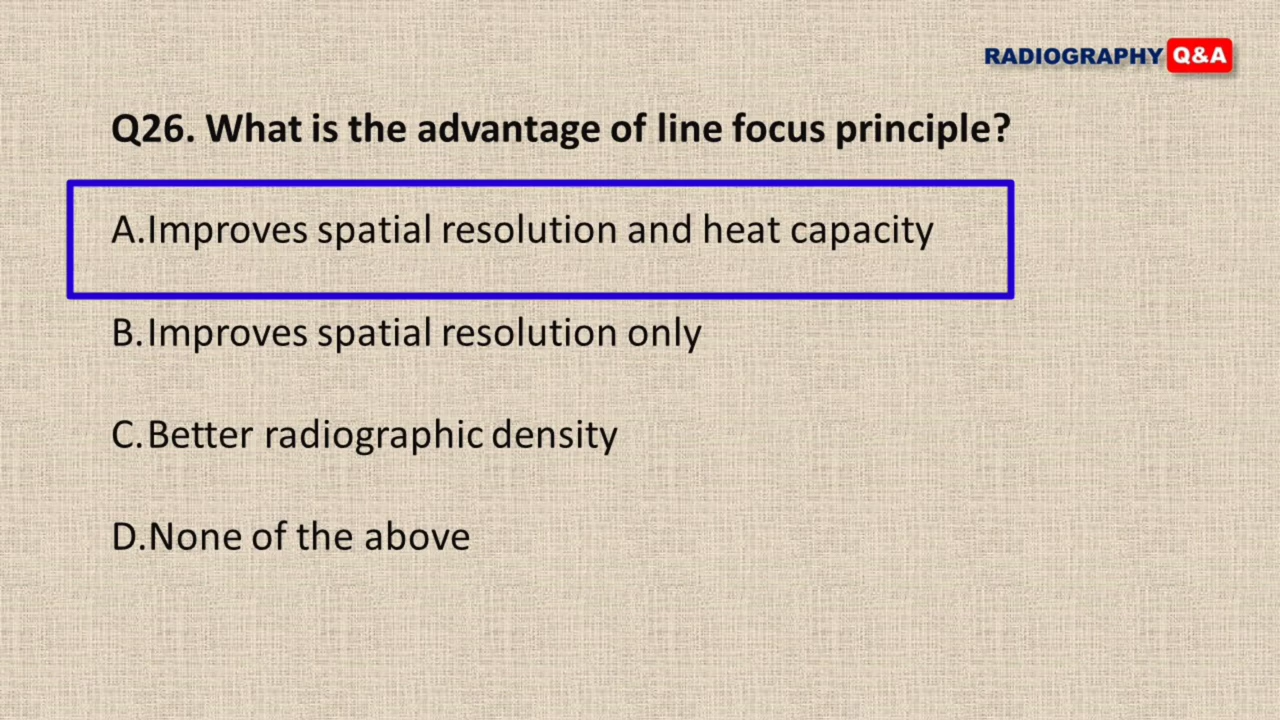 RADIOGRAPHY Q&A
Q26. What is the advantage of line focus principle?
A.Improves spatial resolution and heat capacity
B.Improves spatial resolution only
C.Better radiographic density
D.None of the above